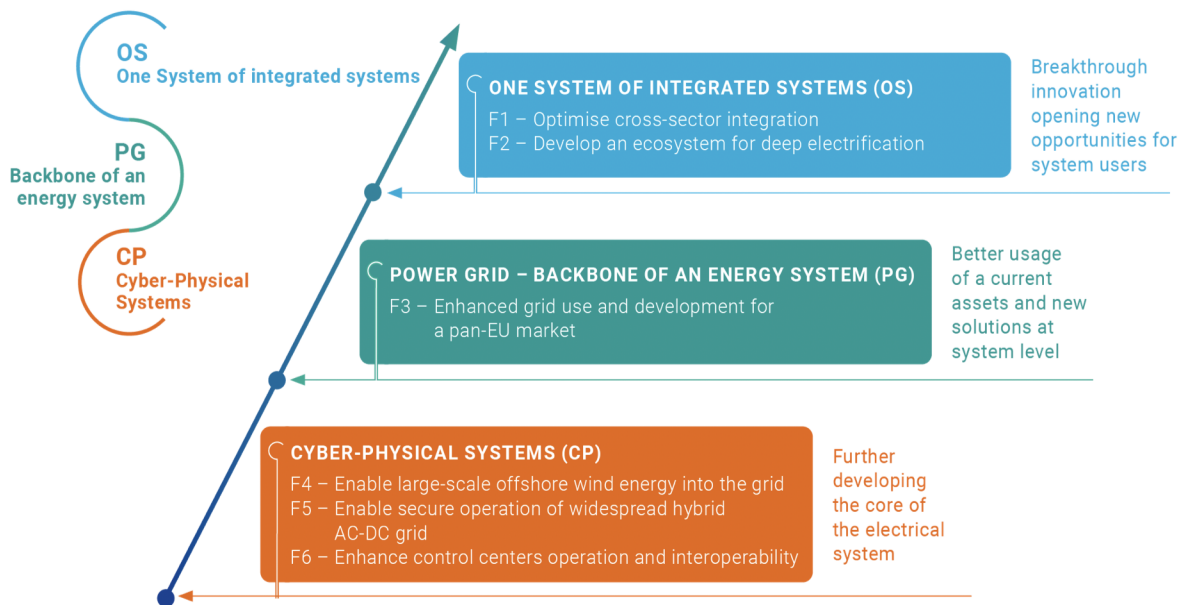 OS
One System of integrated systems
PG
Backbone of an
energy system
CP
Cyber-Physical
Systems
ONE SYSTEM OF INTEGRATED SYSTEMS (OS)
F1 – Optimise cross-sector integration
F2 – Develop an ecosystem for deep electrification
Breakthrough
innovation
opening new
opportunities for
system users
POWER GRID – BACKBONE OF AN ENERGY SYSTEM (PG)
F3 – Enhanced grid use and development for
a pan-EU market
Better usage
of a current
assets and new
solutions at
system level
CYBER-PHYSICAL SYSTEMS (CP)
F4 – Enable large-scale offshore wind energy into the grid
F5 – Enable secure operation of widespread hybrid
AC-DC grid
F6 – Enhance control centers operation and interoperability
Further
developing
the core of
the electrical
system